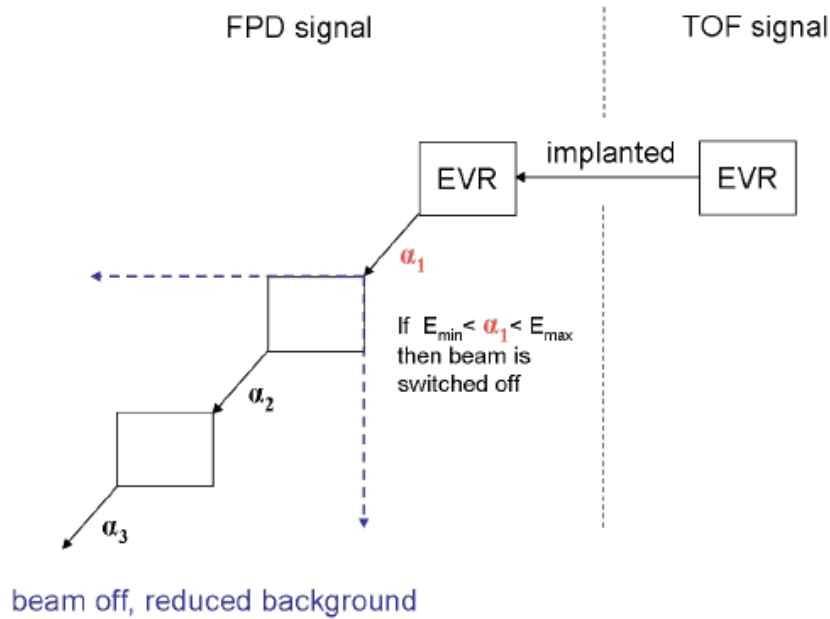 FPD signal
TOF signal
implanted
EVR
EVR
α1
If Emin< α1< Emax
then beam is
switched off
α2
α3
beam off, reduced background